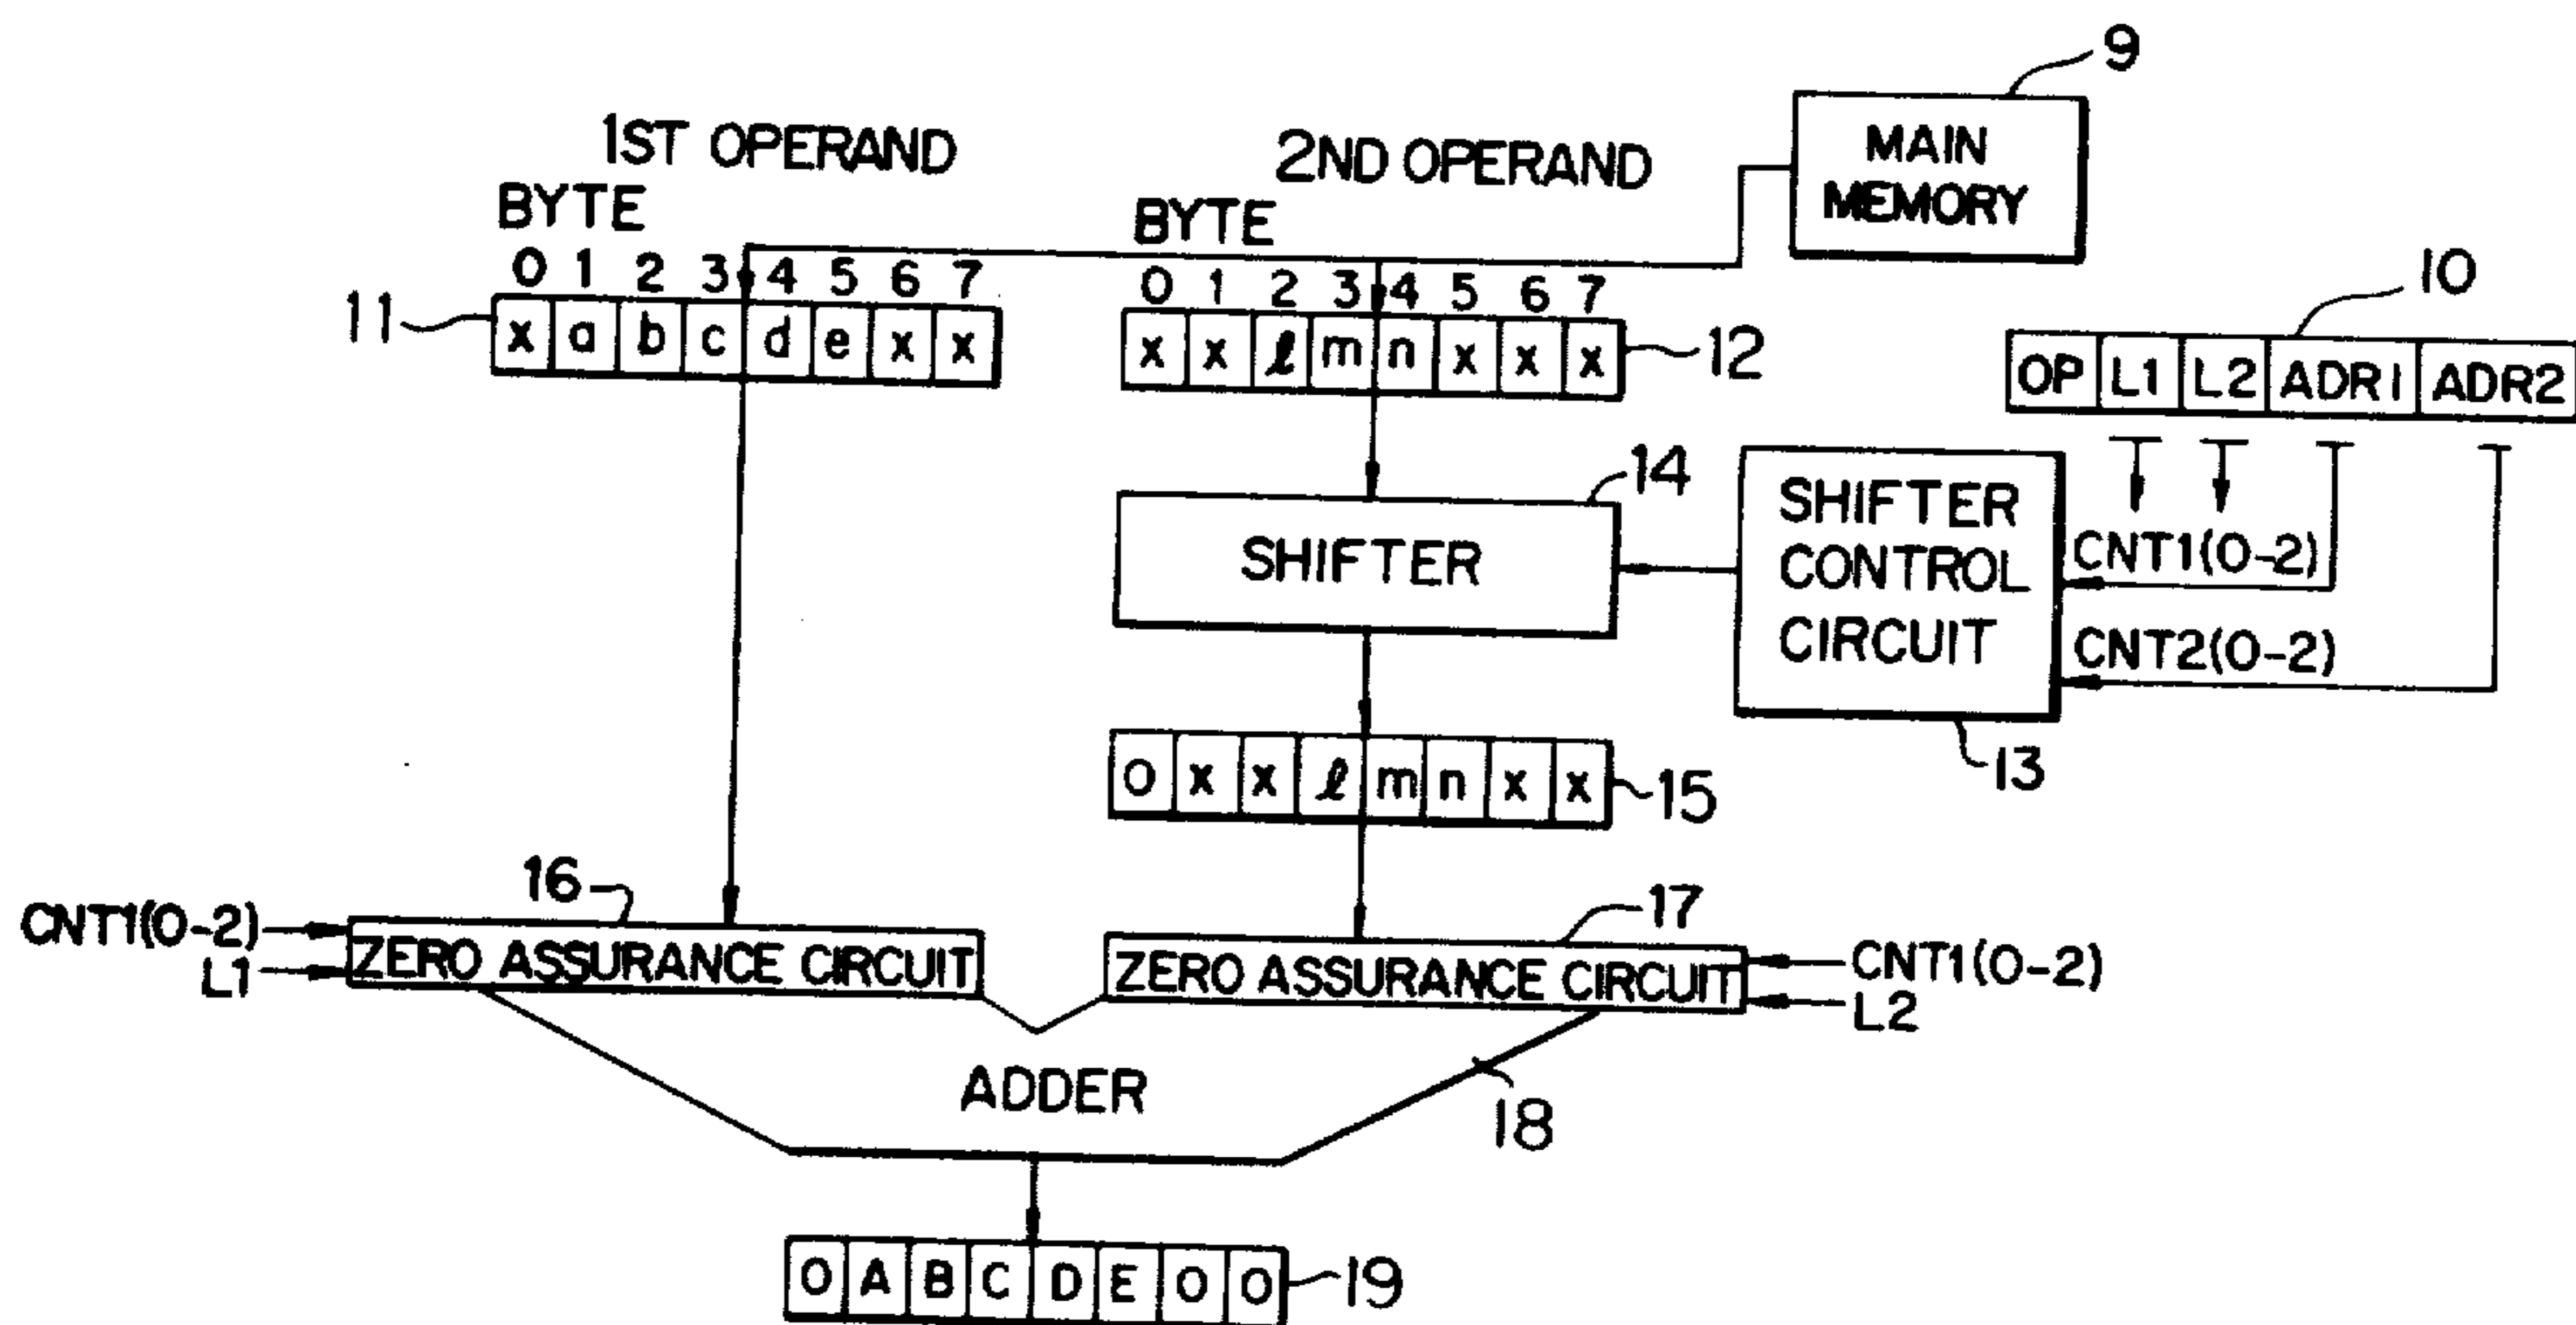 9
MAIN
MEMORY
1ST OPERAND
2ND OPERAND
BYTE
BYTE
0 1 2 3 4 5 6 7
0 1 2 3 4 5 6 7
10
11
x a b c d e x x
x x ℓ m n x x x
12
OP L1 L2 ADR1 ADR2
14
SHIFTER
SHIFTER
CONTROL
CIRCUIT
CNT1(0-2)
CNT2(0-2)
13
0 x x ℓ m n x x
15
16
17
CNT1(0-2)
L1
ZERO ASSURANCE CIRCUIT
ZERO ASSURANCE CIRCUIT
CNT1(0-2)
L2
ADDER
18
0 A B C D E 0 0
19